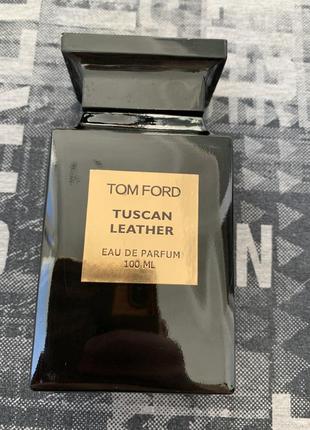 TOM FORD
TUSCAN
LEATHER
EAU DE PARFUM
100 ML